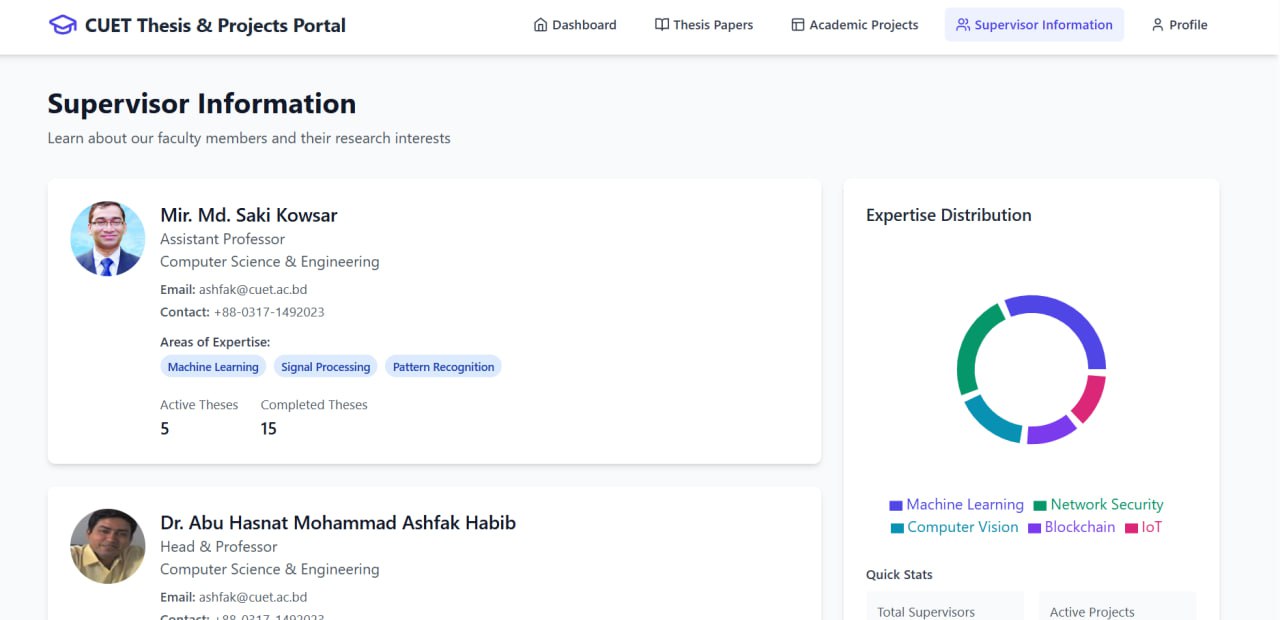 CUET Thesis & Projects Portal
Dashboard
Thesis Papers
Academic Projects
Supervisor Information
Profile
Supervisor Information
Learn about our faculty members and their research interests
Mir. Md. Saki Kowsar
Assistant Professor
Computer Science & Engineering
Email: ashfak@cuet.ac.bd
Contact: +88-0317-1492023
Areas of Expertise:
Machine Learning Signal Processing Pattern Recognition
Active Theses Completed Theses
5 15
Dr. Abu Hasnat Mohammad Ashfak Habib
Head & Professor
Computer Science & Engineering
Email: ashfak@cuet.ac.bd
Contact: +88-0317-1492023
Expertise Distribution
Machine Learning Network Security
Computer Vision Blockchain IoT
Quick Stats
Total Supervisors Active Projects